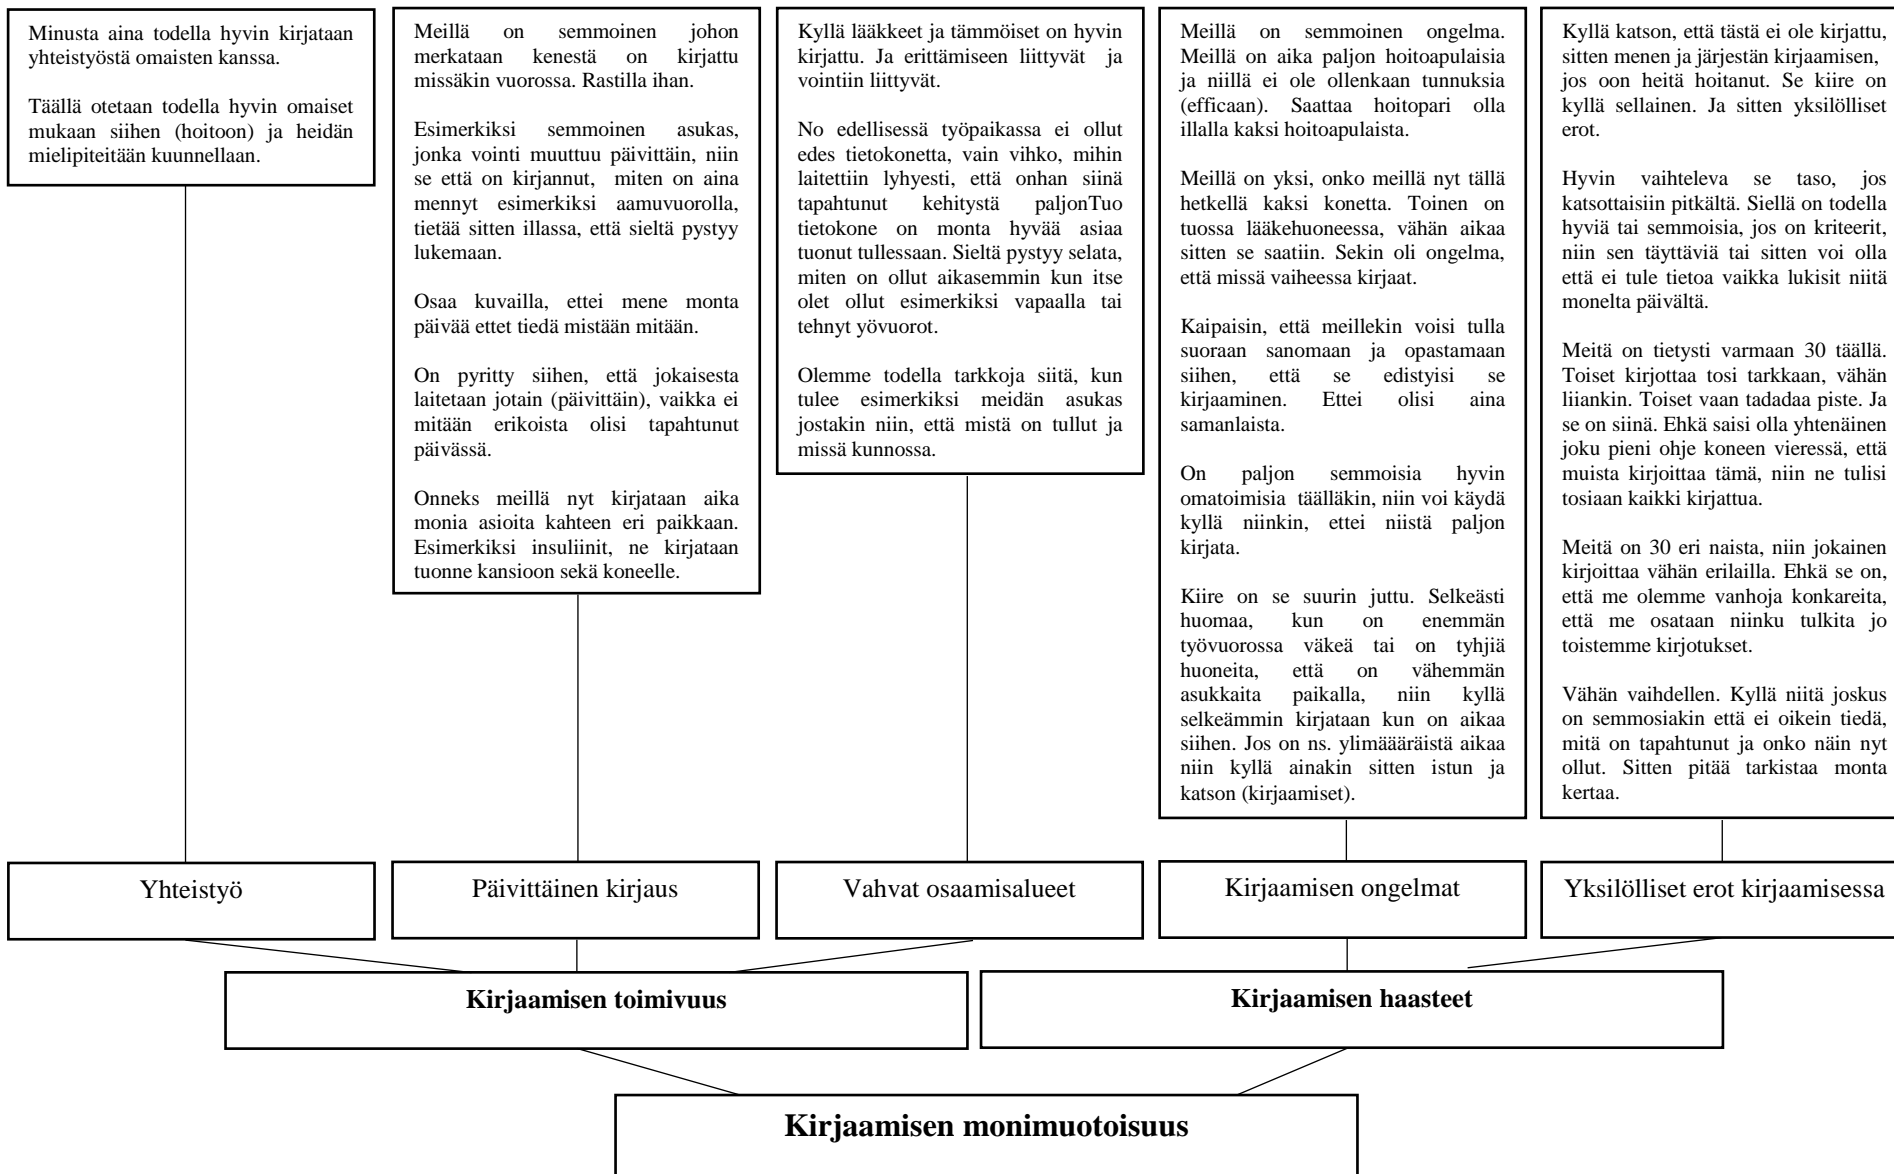 Minusta aina todella hyvin kirjataan
yhteistyöstä omaisten kanssa.
Täällä otetaan todella hyvin omaiset
mukaan siihen (hoitoon) ja heidän
mielipiteitään kuunnellaan.
Meillä on semmoinen johon
merkataan kenestä on kirjattu
missäkin vuorossa. Rastilla ihan.
Esimerkiksi semmoinen asukas,
jonka vointi muuttuu päivittäin, niin
se että on kirjannut, miten on aina
mennyt esimerkiksi aamuvuorolla,
tietää sitten illassa, että sieltä pystyy
lukemaan.
Osaa kuvailla, ettei mene monta
päivää ettet tiedä mistään mitään.
On pyritty siihen, että jokaisesta
laitetaan jotain (päivittäin), vaikka ei
mitään erikoista olisi tapahtunut
päivässä.
Onneks meillä nyt kirjataan aika
monia asioita kahteen eri paikkaan.
Esimerkiksi insuliinit, ne kirjataan
tuonne kansioon sekä koneelle.
Kyllä lääkkeet ja tämmöiset on hyvin
kirjattu. Ja erittämiseen liittyvät ja
vointiin liittyvät.
No edellisessä työpaikassa ei ollut
edes tietokonetta, vain vihko, mihin
laitettiin lyhyesti, että onhan siinä
tapahtunut kehitystä paljonTuo
tietokone on monta hyvää asiaa
tuonut tullessaan. Sieltä pystyy selata,
miten on ollut aikasemmin kun itse
olet ollut esimerkiksi vapaalla tai
tehnyt yövuorot.
Olemme todella tarkkoja siitä, kun
tulee esimerkiksi meidän asukas
jostakin niin, että mistä on tullut ja
missä kunnossa.
Meillä on semmoinen ongelma.
Meillä on aika paljon hoitoapulaisia
ja niillä ei ole ollenkaan tunnuksia
(efficaan). Saattaa hoitopari olla
illalla kaksi hoitoapulaista.
Meillä on yksi, onko meillä nyt tällä
hetkellä kaksi konetta. Toinen on
tuossa lääkehuoneessa, vähän aikaa
sitten se saatiin. Sekin oli ongelma,
että missä vaiheessa kirjaat.
Kaipaisin, että meillekin voisi tulla
suoraan sanomaan ja opastamaan
siihen, että se edistyisi se
kirjaaminen. Ettei olisi aina
samanlaista.
On paljon semmoisia hyvin
omatoimisia täälläkin, niin voi käydä
kyllä niinkin, ettei niistä paljon
kirjata.
Kiire on se suurin juttu. Selkeästi
huomaa, kun on enemmän
työvuorossa väkeä tai on tyhjiä
huoneita, että on vähemmän
asukkaita paikalla, niin kyllä
selkeämmin kirjataan kun on aikaa
siihen. Jos on ns. ylimäääräistä aikaa
niin kyllä ainakin sitten istun ja
katson (kirjaamiset).
Kyllä katson, että tästä ei ole kirjattu,
sitten menen ja järjestän kirjaamisen,
jos oon heitä hoitanut. Se kiire on
kyllä sellainen. Ja sitten yksilölliset
erot.
Hyvin vaihteleva se taso, jos
katsottaisiin pitkältä. Siellä on todella
hyviä tai semmoisia, jos on kriteerit,
niin sen täyttäviä tai sitten voi olla
että ei tule tietoa vaikka lukisit niitä
monelta päivältä.
Meitä on tietysti varmaan 30 täällä.
Toiset kirjottaa tosi tarkkaan, vähän
liiankin. Toiset vaan tadadaa piste. Ja
se on siinä. Ehkä saisi olla yhtenäinen
joku pieni ohje koneen vieressä, että
muista kirjoittaa tämä, niin ne tulisi
tosiaan kaikki kirjattua.
Meitä on 30 eri naista, niin jokainen
kirjoittaa vähän erilailla. Ehkä se on,
että me olemme vanhoja konkareita,
että me osataan niinku tulkita jo
toistemme kirjotukset.
Vähän vaihdellen. Kyllä niitä joskus
on semmosiakin että ei oikein tiedä,
mitä on tapahtunut ja onko näin nyt
ollut. Sitten pitää tarkistaa monta
kertaa.
Yhteistyö
Päivittäinen kirjaus
Vahvat osaamisalueet
Kirjaamisen ongelmat
Yksilölliset erot kirjaamisessa
Kirjaamisen toimivuus
Kirjaamisen haasteet
Kirjaamisen monimuotoisuus